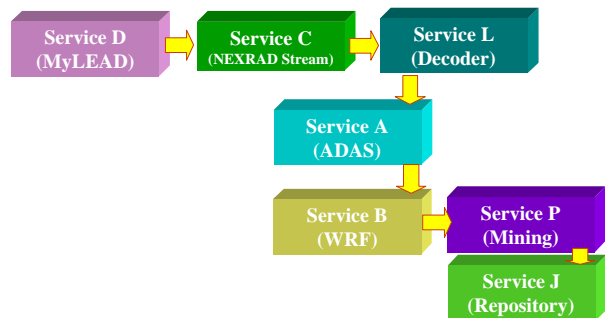 Service D
(MyLEAD)
Service C
(NEXRAD Stream)
Service L
(Decoder)
Service A
(ADAS)
Service B
(WRF)
Service P
(Mining)
Service J
(Repository)